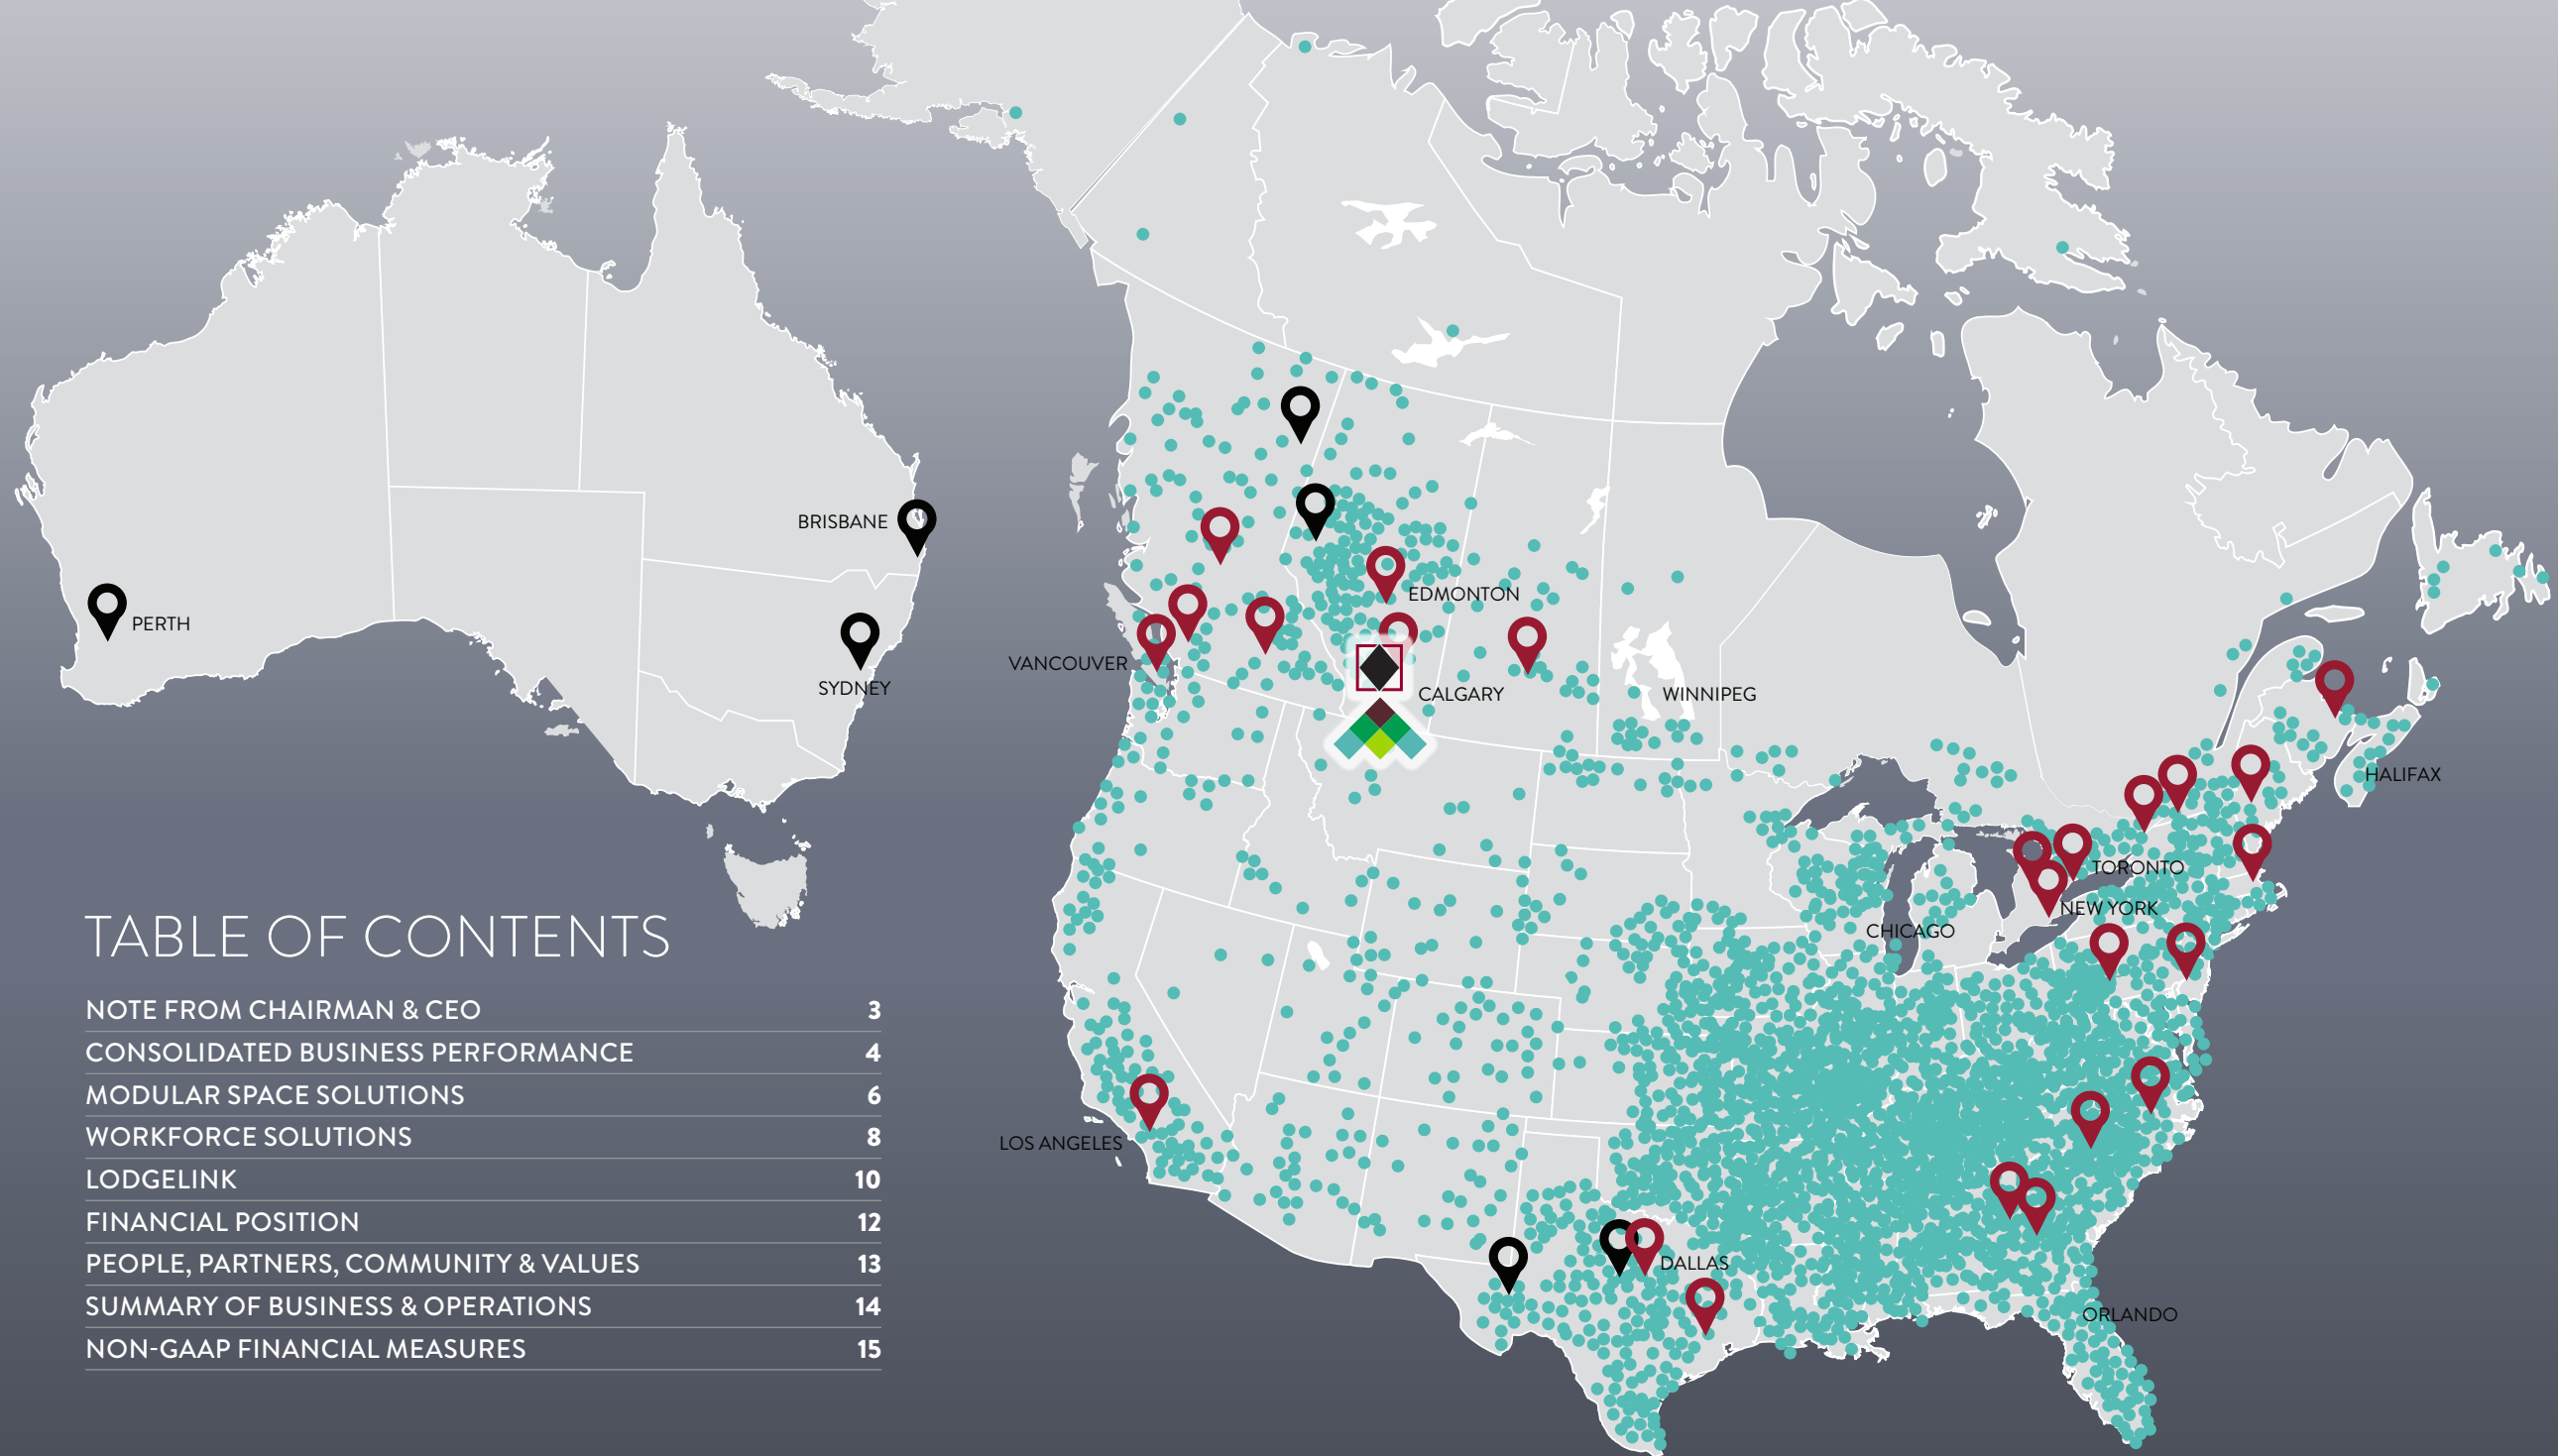 BRISBANE
PERTH
SYDNEY
EDMONTON
VANCOUVER
CALGARY
WINNIPEG
HALIFAX
TORONTO
NEW YORK
CHICAGO
LOS ANGELES
DALLAS
ORLANDO
TABLE OF CONTENTS
NOTE FROM CHAIRMAN & CEO 3
CONSOLIDATED BUSINESS PERFORMANCE 4
MODULAR SPACE SOLUTIONS 6
WORKFORCE SOLUTIONS 8
LODGELINK 10
FINANCIAL POSITION 12
PEOPLE, PARTNERS, COMMUNITY & VALUES 13
SUMMARY OF BUSINESS & OPERATIONS 14
NON-GAAP FINANCIAL MEASURES 15